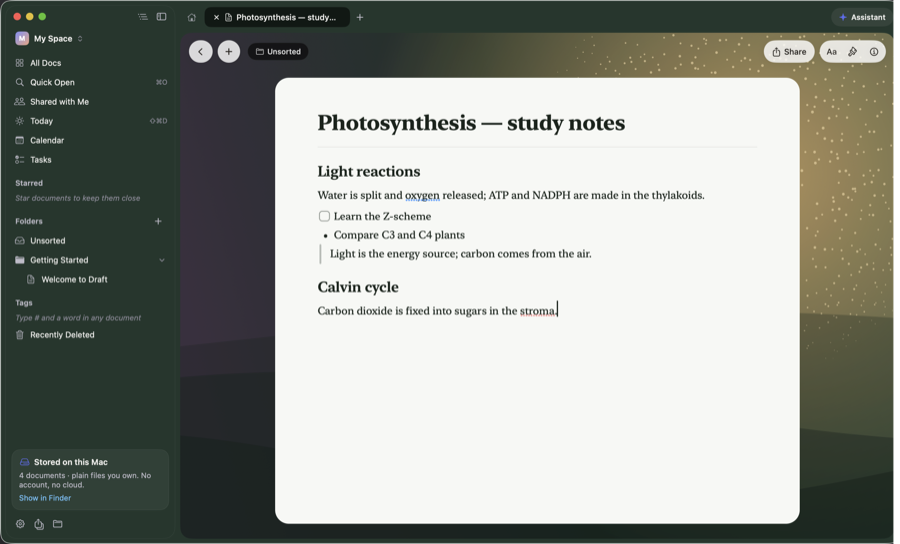 Photosynthesis — study...
Assistant
M My Space
All Docs
Quick Open ⌘O
Shared with Me
Today ⇧⌘D
Calendar
Tasks
Starred
Star documents to keep them close
Folders
Unsorted
Getting Started
Welcome to Draft
Tags
Type # and a word in any document
Recently Deleted
Stored on this Mac
4 documents · plain files you own. No
account, no cloud.
Show in Finder
Unsorted
Share
Aa
Photosynthesis — study notes
Light reactions
Water is split and oxygen released; ATP and NADPH are made in the thylakoids.
Learn the Z-scheme
• Compare C3 and C4 plants
Light is the energy source; carbon comes from the air.
Calvin cycle
Carbon dioxide is fixed into sugars in the stroma.